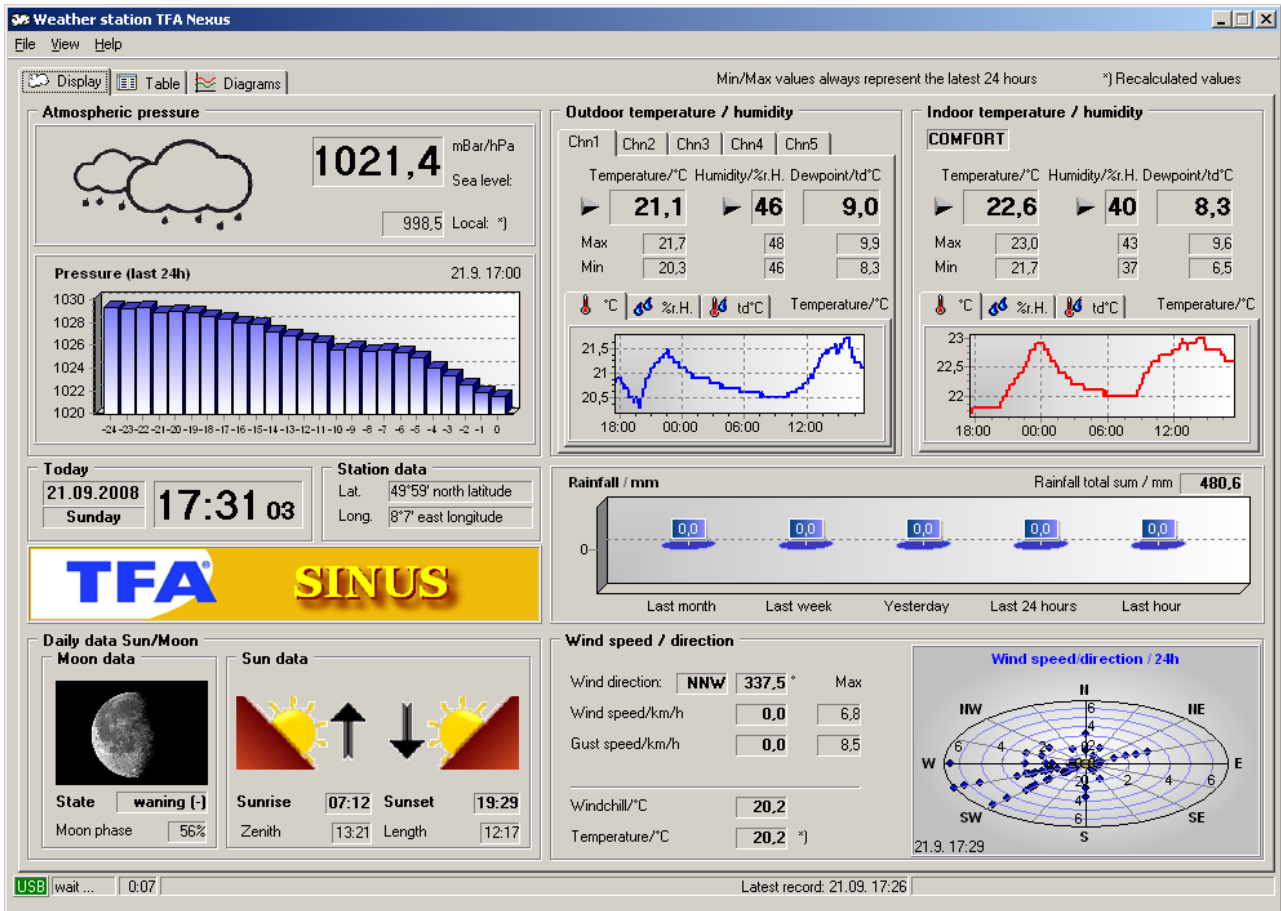 Weather station TFA Nexus
File View Help
Display Table Diagrams
Min/Max values always represent the latest 24 hours *) Recalculated values
Atmospheric pressure
1021,4 mBar/hPa
Sea level:
998,5 Local: *)
Pressure (last 24h) 21.9. 17:00
1030
1028
1026
1024
1022
1020
-24 -23 -22 -21 -20 -19 -18 -17 -16 -15 -14 -13 -12 -11 -10 -9 -8 -7 -6 -5 -4 -3 -2 -1 0
Outdoor temperature / humidity
Chn1 Chn2 Chn3 Chn4 Chn5
Temperature/°C Humidity/%r.H. Dewpoint/td°C
21,1 46 9,0
Max 21,7 48 9,9
Min 20,3 46 8,3
°C %r.H. td°C Temperature/°C
21,5
21
20,5
18:00 00:00 06:00 12:00
Indoor temperature / humidity
COMFORT
Temperature/°C Humidity/%r.H. Dewpoint/td°C
22,6 40 8,3
Max 23,0 43 9,6
Min 21,7 37 6,5
°C %r.H. td°C Temperature/°C
23
22,5
22
18:00 00:00 06:00 12:00
Today
21.09.2008
Sunday
17:31 03
Station data
Lat. 49°59' north latitude
Long. 8°7' east longitude
TFA SINUS
Rainfall / mm Rainfall total sum / mm 480,6
0,0 0,0 0,0 0,0 0,0
0
Last month Last week Yesterday Last 24 hours Last hour
Daily data Sun/Moon
Moon data
State waning (-)
Moon phase 56%
Sun data
Sunrise 07:12 Sunset 19:29
Zenith 13:21 Length 12:17
Wind speed / direction
Wind direction: NNW 337,5 ° Max
Wind speed/km/h 0,0 6,8
Gust speed/km/h 0,0 8,5
Windchill/°C 20,2
Temperature/°C 20,2 *)
Wind speed/direction / 24h
N
NW NE
6
4
2
W 6 4 2 4 6 E
4
6
SW SE
S
21.9. 17:29
USB wait ... 0:07 Latest record: 21.09. 17:26